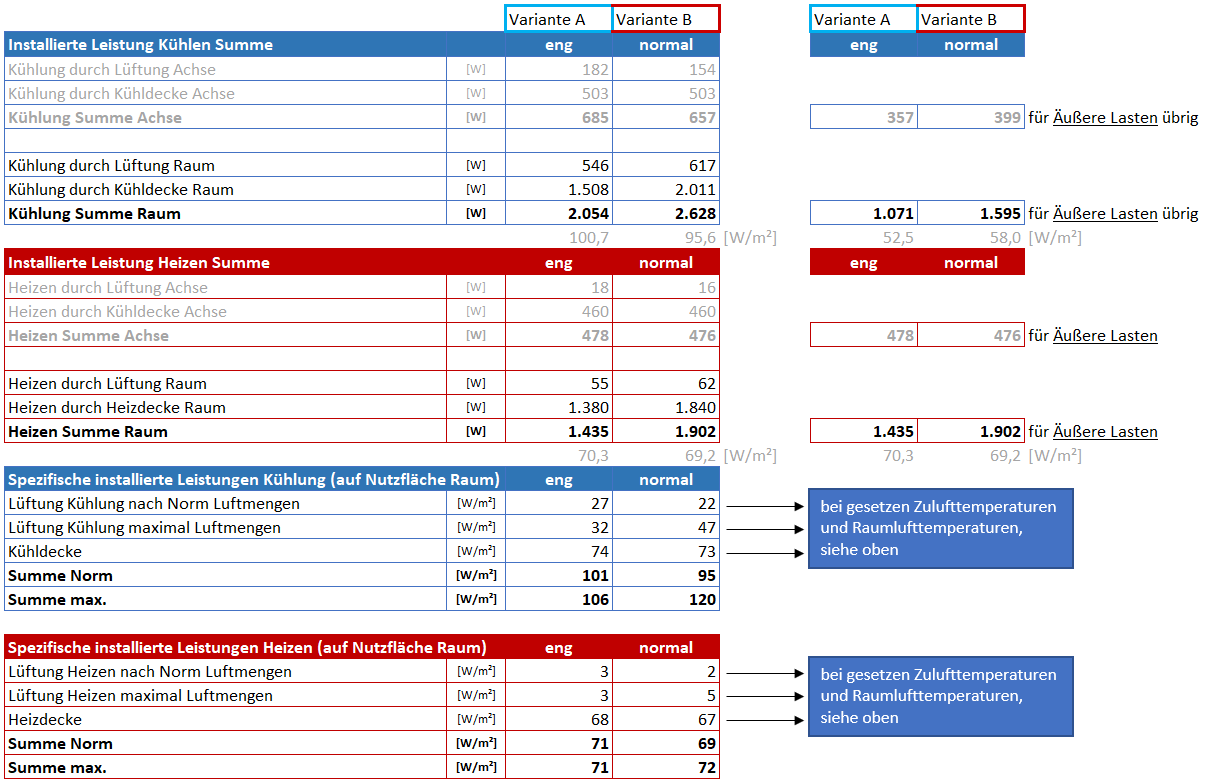 Variante A Variante B Variante A Variante B
Installierte Leistung Kühlen Summe eng normal eng normal
Kühlung durch Lüftung Achse [W] 182 154
Kühlung durch Kühldecke Achse [W] 503 503
Kühlung Summe Achse [W] 685 657 357 399 für Äußere Lasten übrig
Kühlung durch Lüftung Raum [W] 546 617
Kühlung durch Kühldecke Raum [W] 1.508 2.011
Kühlung Summe Raum [W] 2.054 2.628 1.071 1.595 für Äußere Lasten übrig
100,7 95,6 [W/m²] 52,5 58,0 [W/m²]
Installierte Leistung Heizen Summe eng normal eng normal
Heizen durch Lüftung Achse [W] 18 16
Heizen durch Kühldecke Achse [W] 460 460
Heizen Summe Achse [W] 478 476 478 476 für Äußere Lasten
Heizen durch Lüftung Raum [W] 55 62
Heizen durch Heizdecke Raum [W] 1.380 1.840
Heizen Summe Raum [W] 1.435 1.902 1.435 1.902 für Äußere Lasten
70,3 69,2 [W/m²] 70,3 69,2 [W/m²]
Spezifische installierte Leistungen Kühlung (auf Nutzfläche Raum) eng normal
Lüftung Kühlung nach Norm Luftmengen [W/m²] 27 22
Lüftung Kühlung maximal Luftmengen [W/m²] 32 47
Kühldecke [W/m²] 74 73
Summe Norm [W/m²] 101 95
Summe max. [W/m²] 106 120
bei gesetzen Zulufttemperaturen
und Raumlufttemperaturen,
siehe oben
Spezifische installierte Leistungen Heizen (auf Nutzfläche Raum) eng normal
Lüftung Heizen nach Norm Luftmengen [W/m²] 3 2
Lüftung Heizen maximal Luftmengen [W/m²] 3 5
Heizdecke [W/m²] 68 67
Summe Norm [W/m²] 71 69
Summe max. [W/m²] 71 72
bei gesetzen Zulufttemperaturen
und Raumlufttemperaturen,
siehe oben